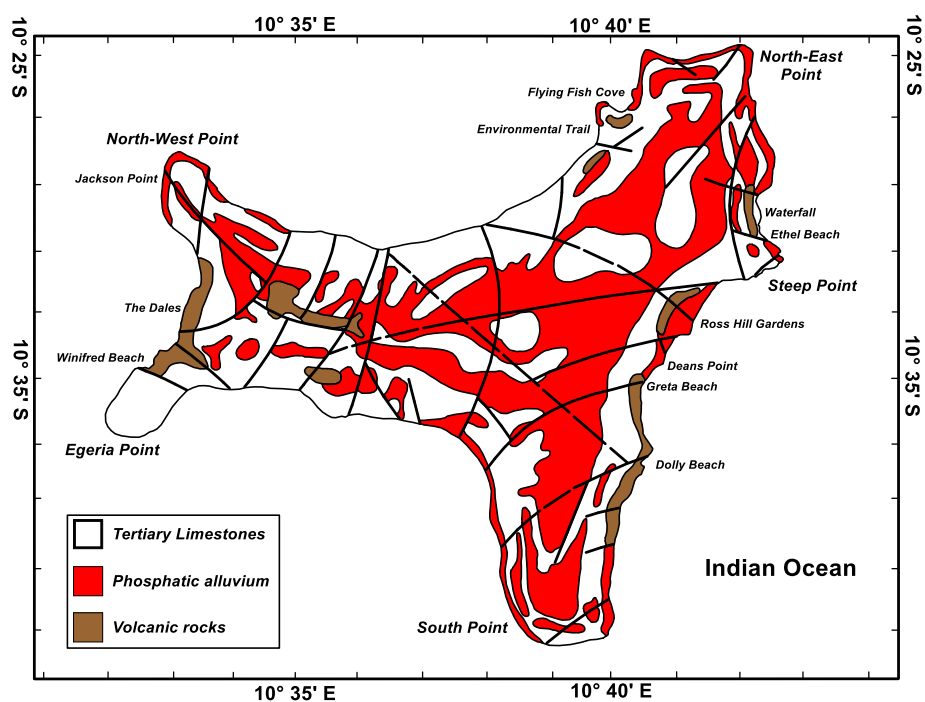 10° 35' E
10° 40' E
10° 25' S
10° 25' S
North-East
Point
Flying Fish Cove
Environmental Trail
North-West Point
Jackson Point
Waterfall
Ethel Beach
Steep Point
The Dales
Ross Hill Gardens
Winifred Beach
10° 35' S
10° 35' S
Deans Point
Greta Beach
Egeria Point
Dolly Beach
Tertiary Limestones
Phosphatic alluvium
Volcanic rocks
Indian Ocean
South Point
10° 35' E
10° 40' E